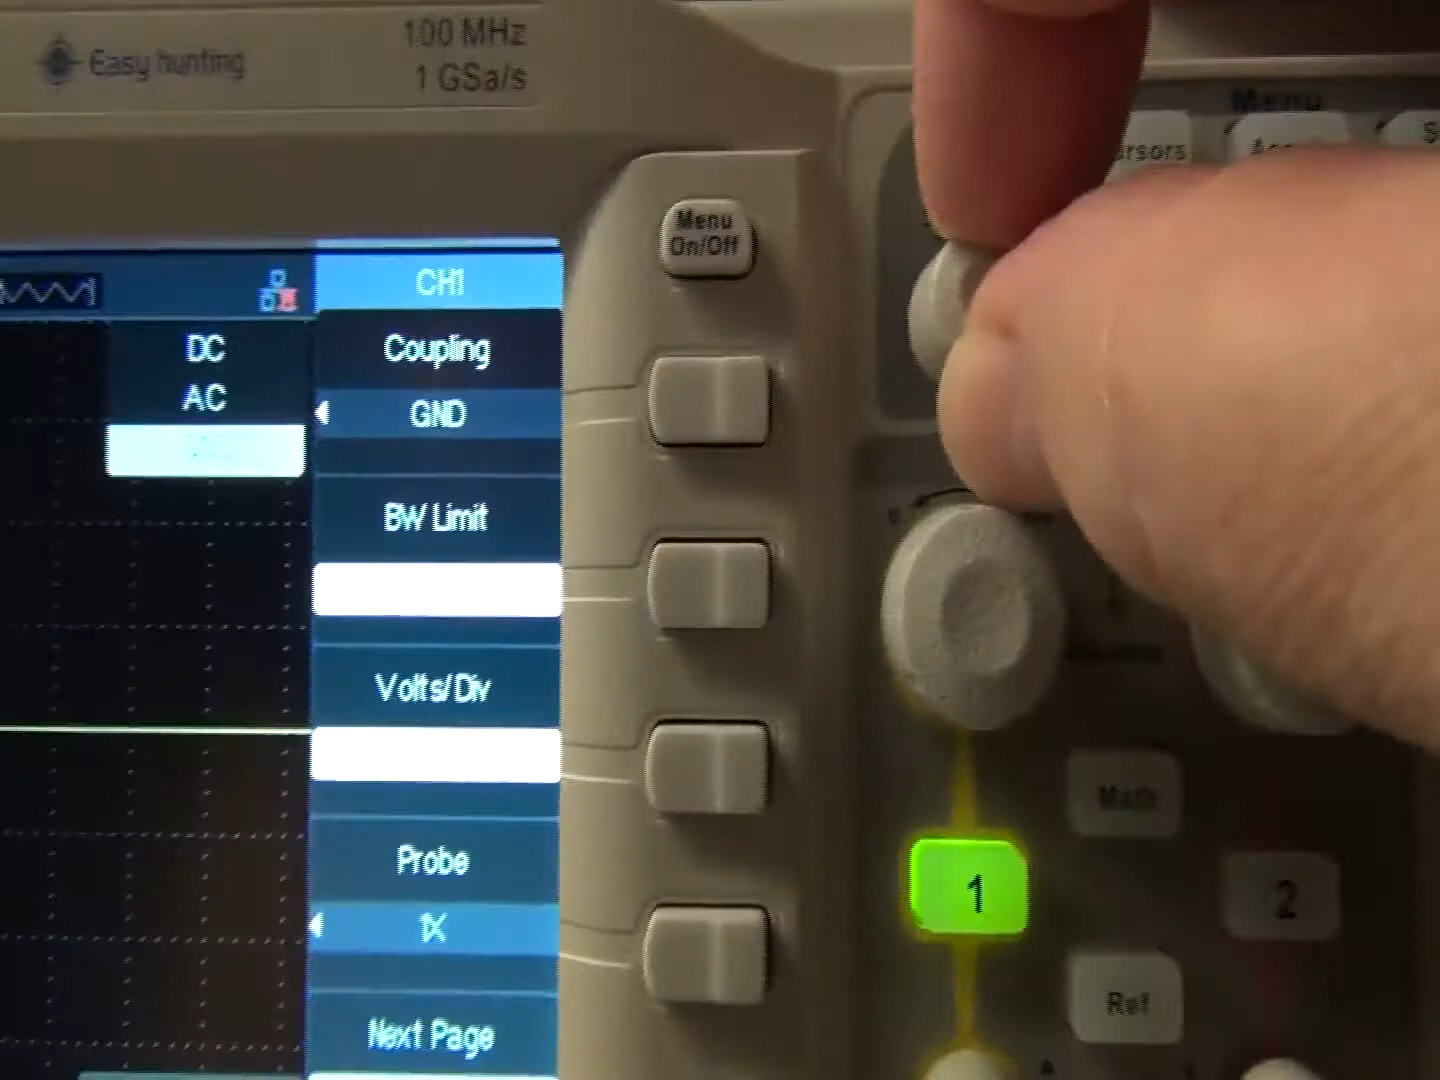 Easy hunting
100 MHz
1 GSa/s
Menu
Menu
On/Off
CH1
DC
AC
Coupling
GND
BW Limit
Volts/Div
Probe
1X
Next Page
Math
1
2
Ref